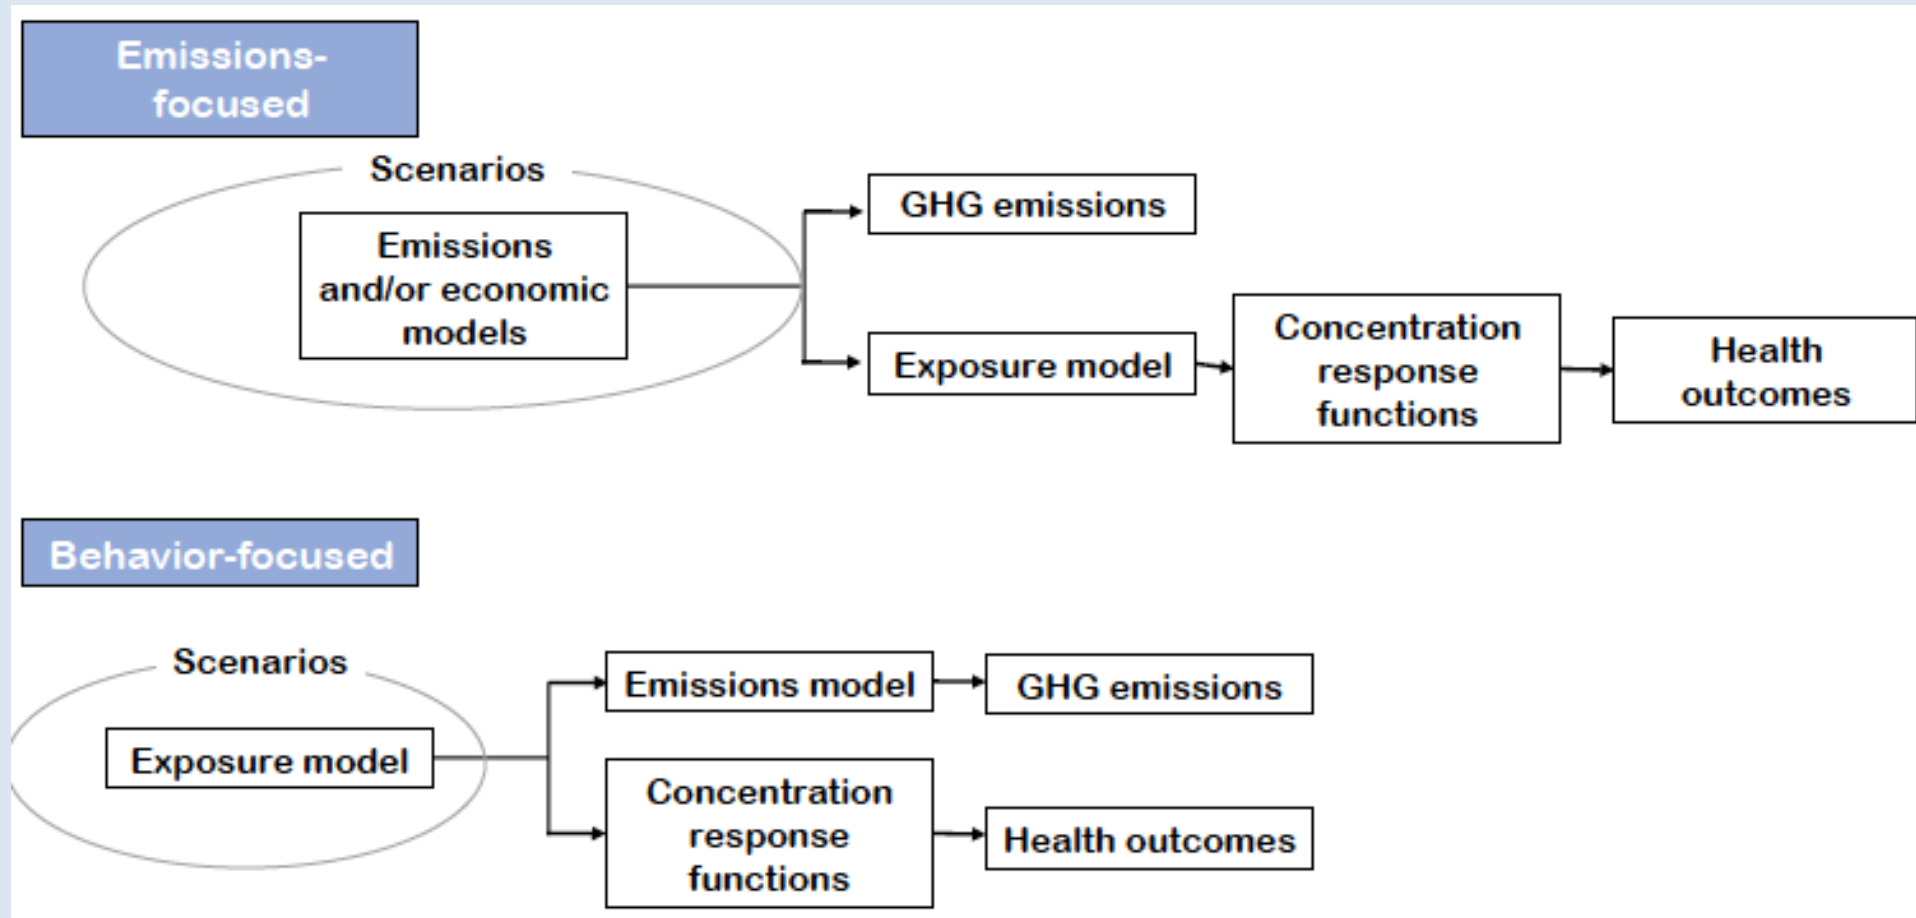 Emissions-
focused
Scenarios
Emissions
and/or economic
models
GHG emissions
Exposure model
Concentration
response
functions
Health
outcomes
Behavior-focused
Scenarios
Exposure model
Emissions model
GHG emissions
Concentration
response
functions
Health outcomes